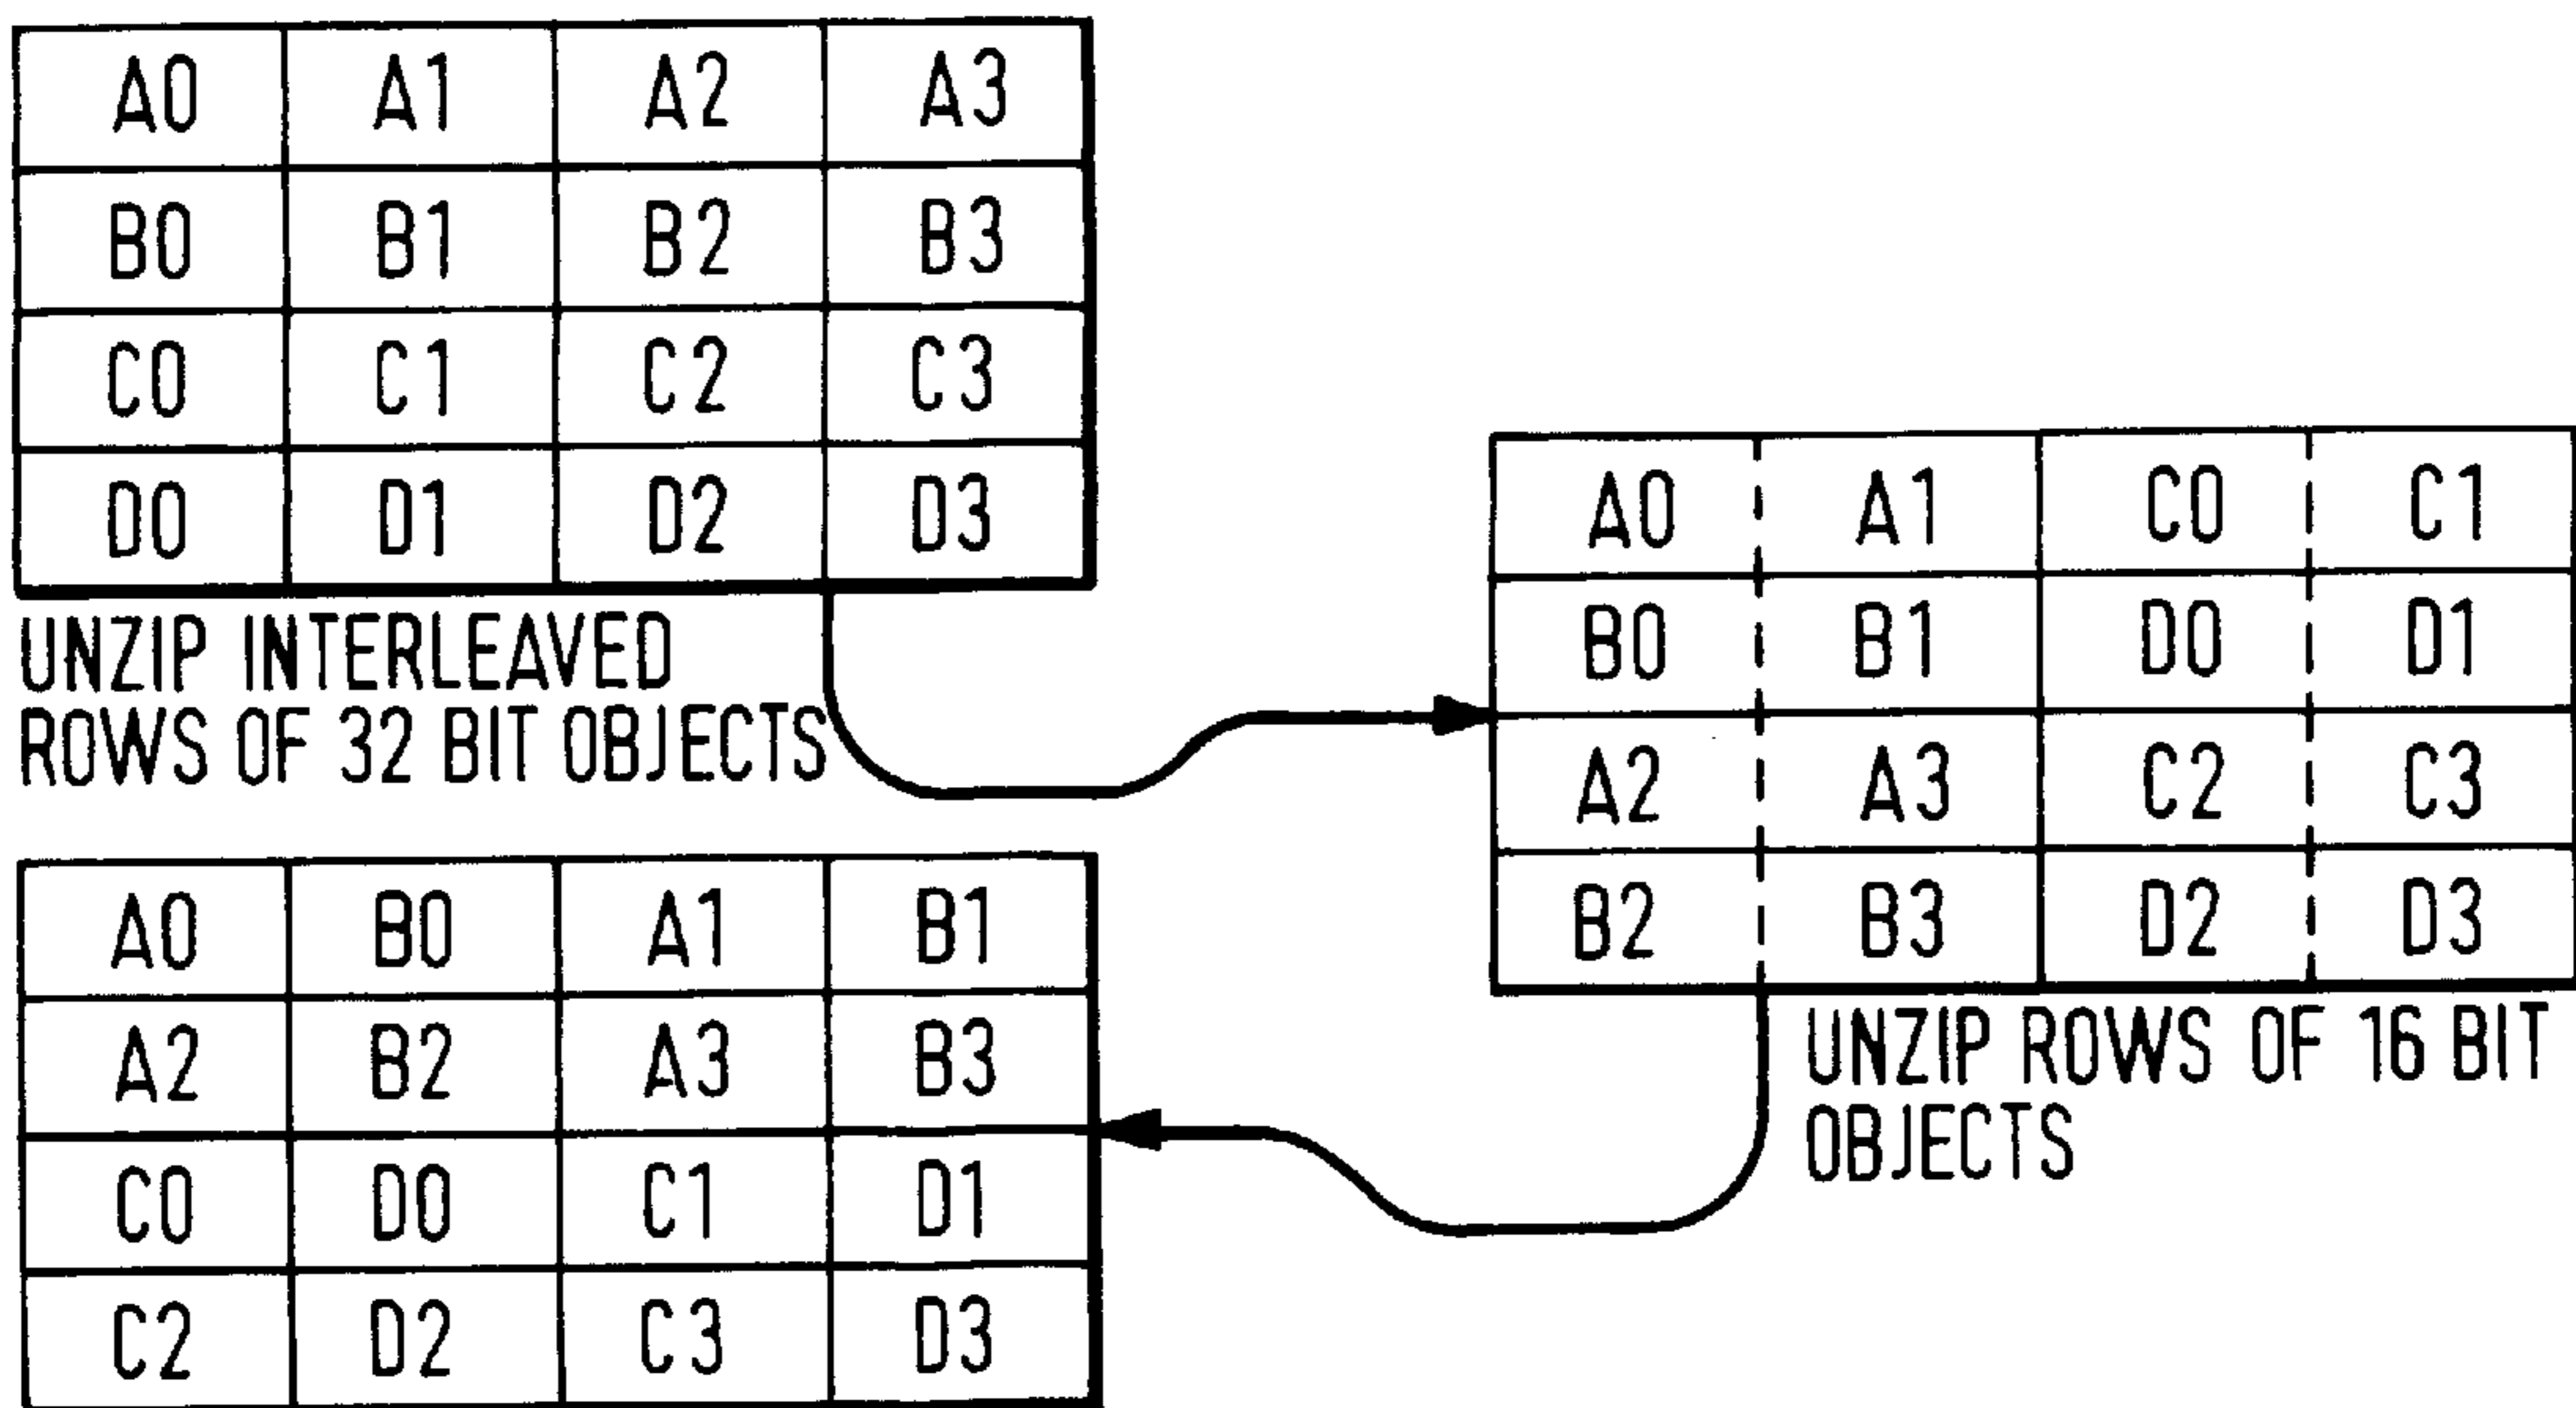 A0 A1 A2 A3
B0 B1 B2 B3
C0 C1 C2 C3
D0 D1 D2 D3
UNZIP INTERLEAVED
ROWS OF 32 BIT OBJECTS
A0 A1 C0 C1
B0 B1 D0 D1
A2 A3 C2 C3
B2 B3 D2 D3
UNZIP ROWS OF 16 BIT
OBJECTS
A0 B0 A1 B1
A2 B2 A3 B3
C0 D0 C1 D1
C2 D2 C3 D3